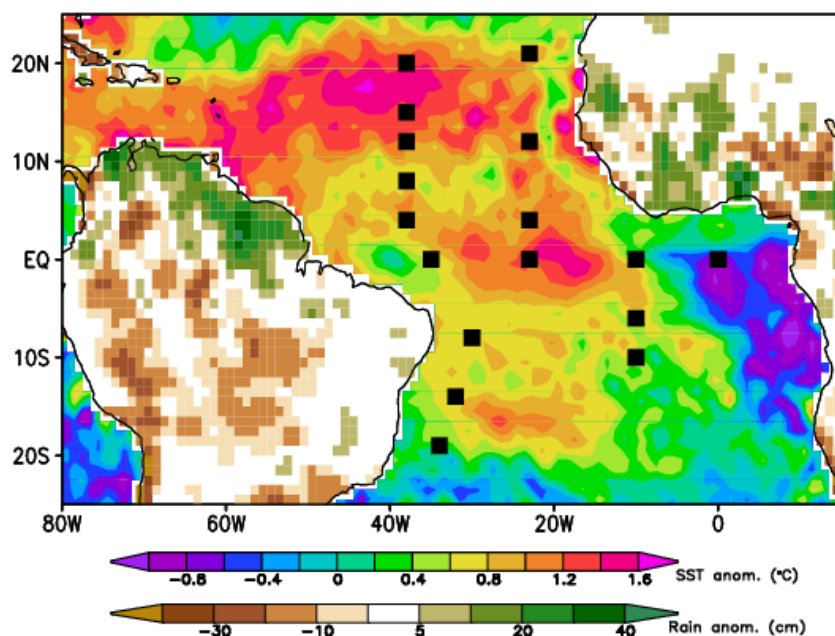 20N
10N
EQ
10S
20S
80W 60W 40W 20W 0
-0.8 -0.4 0 0.4 0.8 1.2 1.6 SST anom. (°C)
-30 -10 5 20 40 Rain anom. (cm)